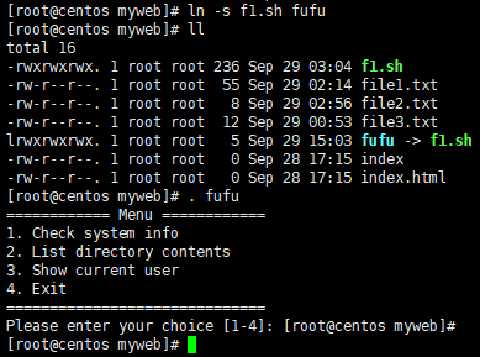 [root@centos myweb]# ln -s f1.sh fufu
[root@centos myweb]# ll
total 16
-rwxrwxrwx. 1 root root 236 Sep 29 03:04 f1.sh
-rw-r--r--. 1 root root  55 Sep 29 02:14 file1.txt
-rw-r--r--. 1 root root   8 Sep 29 02:56 file2.txt
-rw-r--r--. 1 root root  12 Sep 29 00:53 file3.txt
lrwxrwxrwx. 1 root root   5 Sep 29 15:03 fufu -> f1.sh
-rw-r--r--. 1 root root   0 Sep 28 17:15 index
-rw-r--r--. 1 root root   0 Sep 28 17:15 index.html
[root@centos myweb]# . fufu
============ Menu ============
1. Check system info
2. List directory contents
3. Show current user
4. Exit
==============================
Please enter your choice [1-4]: [root@centos myweb]#
[root@centos myweb]#